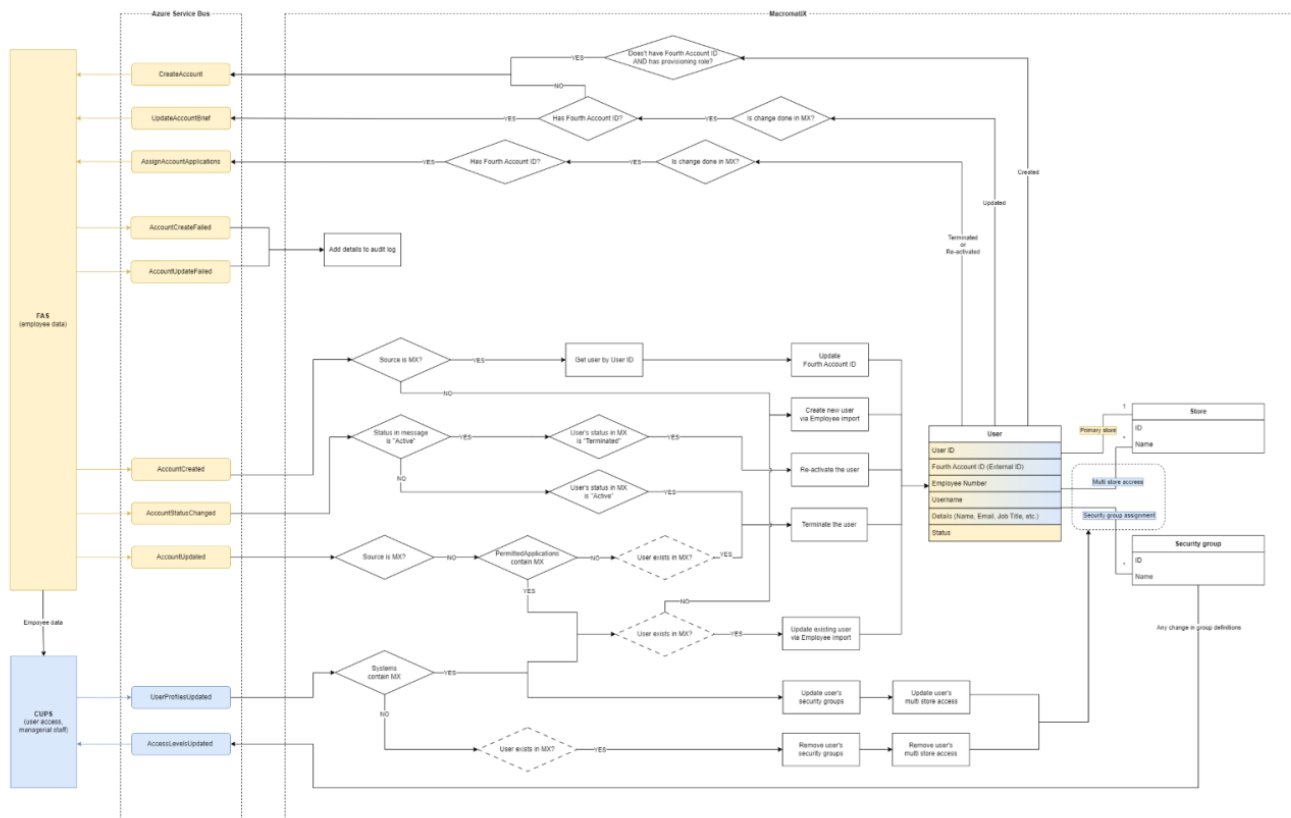 Azure Service Bus
MacromatiX
Does't have Fourth Account ID
AND has provisioning role?
YES
CreateAccount
NO
UpdateAccountBrief
YES
Has Fourth Account ID?
YES
Is change done in MX?
AssignAccountApplications
YES
Has Fourth Account ID?
YES
Is change done in MX?
Created
Updated
Terminated
or
Re-activated
AccountCreateFailed
Add details to audit log
AccountUpdateFailed
FAS
(employee data)
Source is MX?
YES
Get user by User ID
Update
Fourth Account ID
NO
Create new user
via Employee import
Status in message
is "Active"
YES
User's status in MX
is "Terminated"
YES
Re-activate the user
AccountCreated
NO
User's status in MX
is "Active"
YES
AccountStatusChanged
Terminate the user
AccountUpdated
Source is MX?
NO
PermittedApplications
contain MX
NO
User exists in MX?
YES
YES
NO
User exists in MX?
YES
Update existing user
via Employee import
User
User ID
Fourth Account ID (External ID)
Employee Number
Username
Details (Name, Email, Job Title, etc.)
Status
1
Primary store
Store
ID
Name
*
Multi store accress
Security group assignment
Security group
ID
Name
*
Any change in group definitions
Empoyee data
CUPS
(user access,
managerial staff)
UserProfilesUpdated
Systems
contain MX
YES
Update user's
security groups
Update user's
multi store access
NO
AccessLevelsUpdated
User exists in MX?
YES
Remove user's
security groups
Remove user's
multi store access